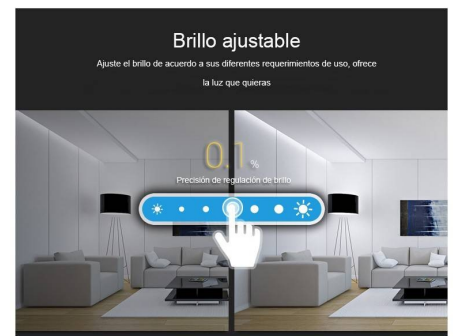 Brillo ajustable
Ajuste el brillo de acuerdo a sus diferentes requerimientos de uso, ofrece
la luz que quieras
0.1 %
Precisión de regulación de brillo